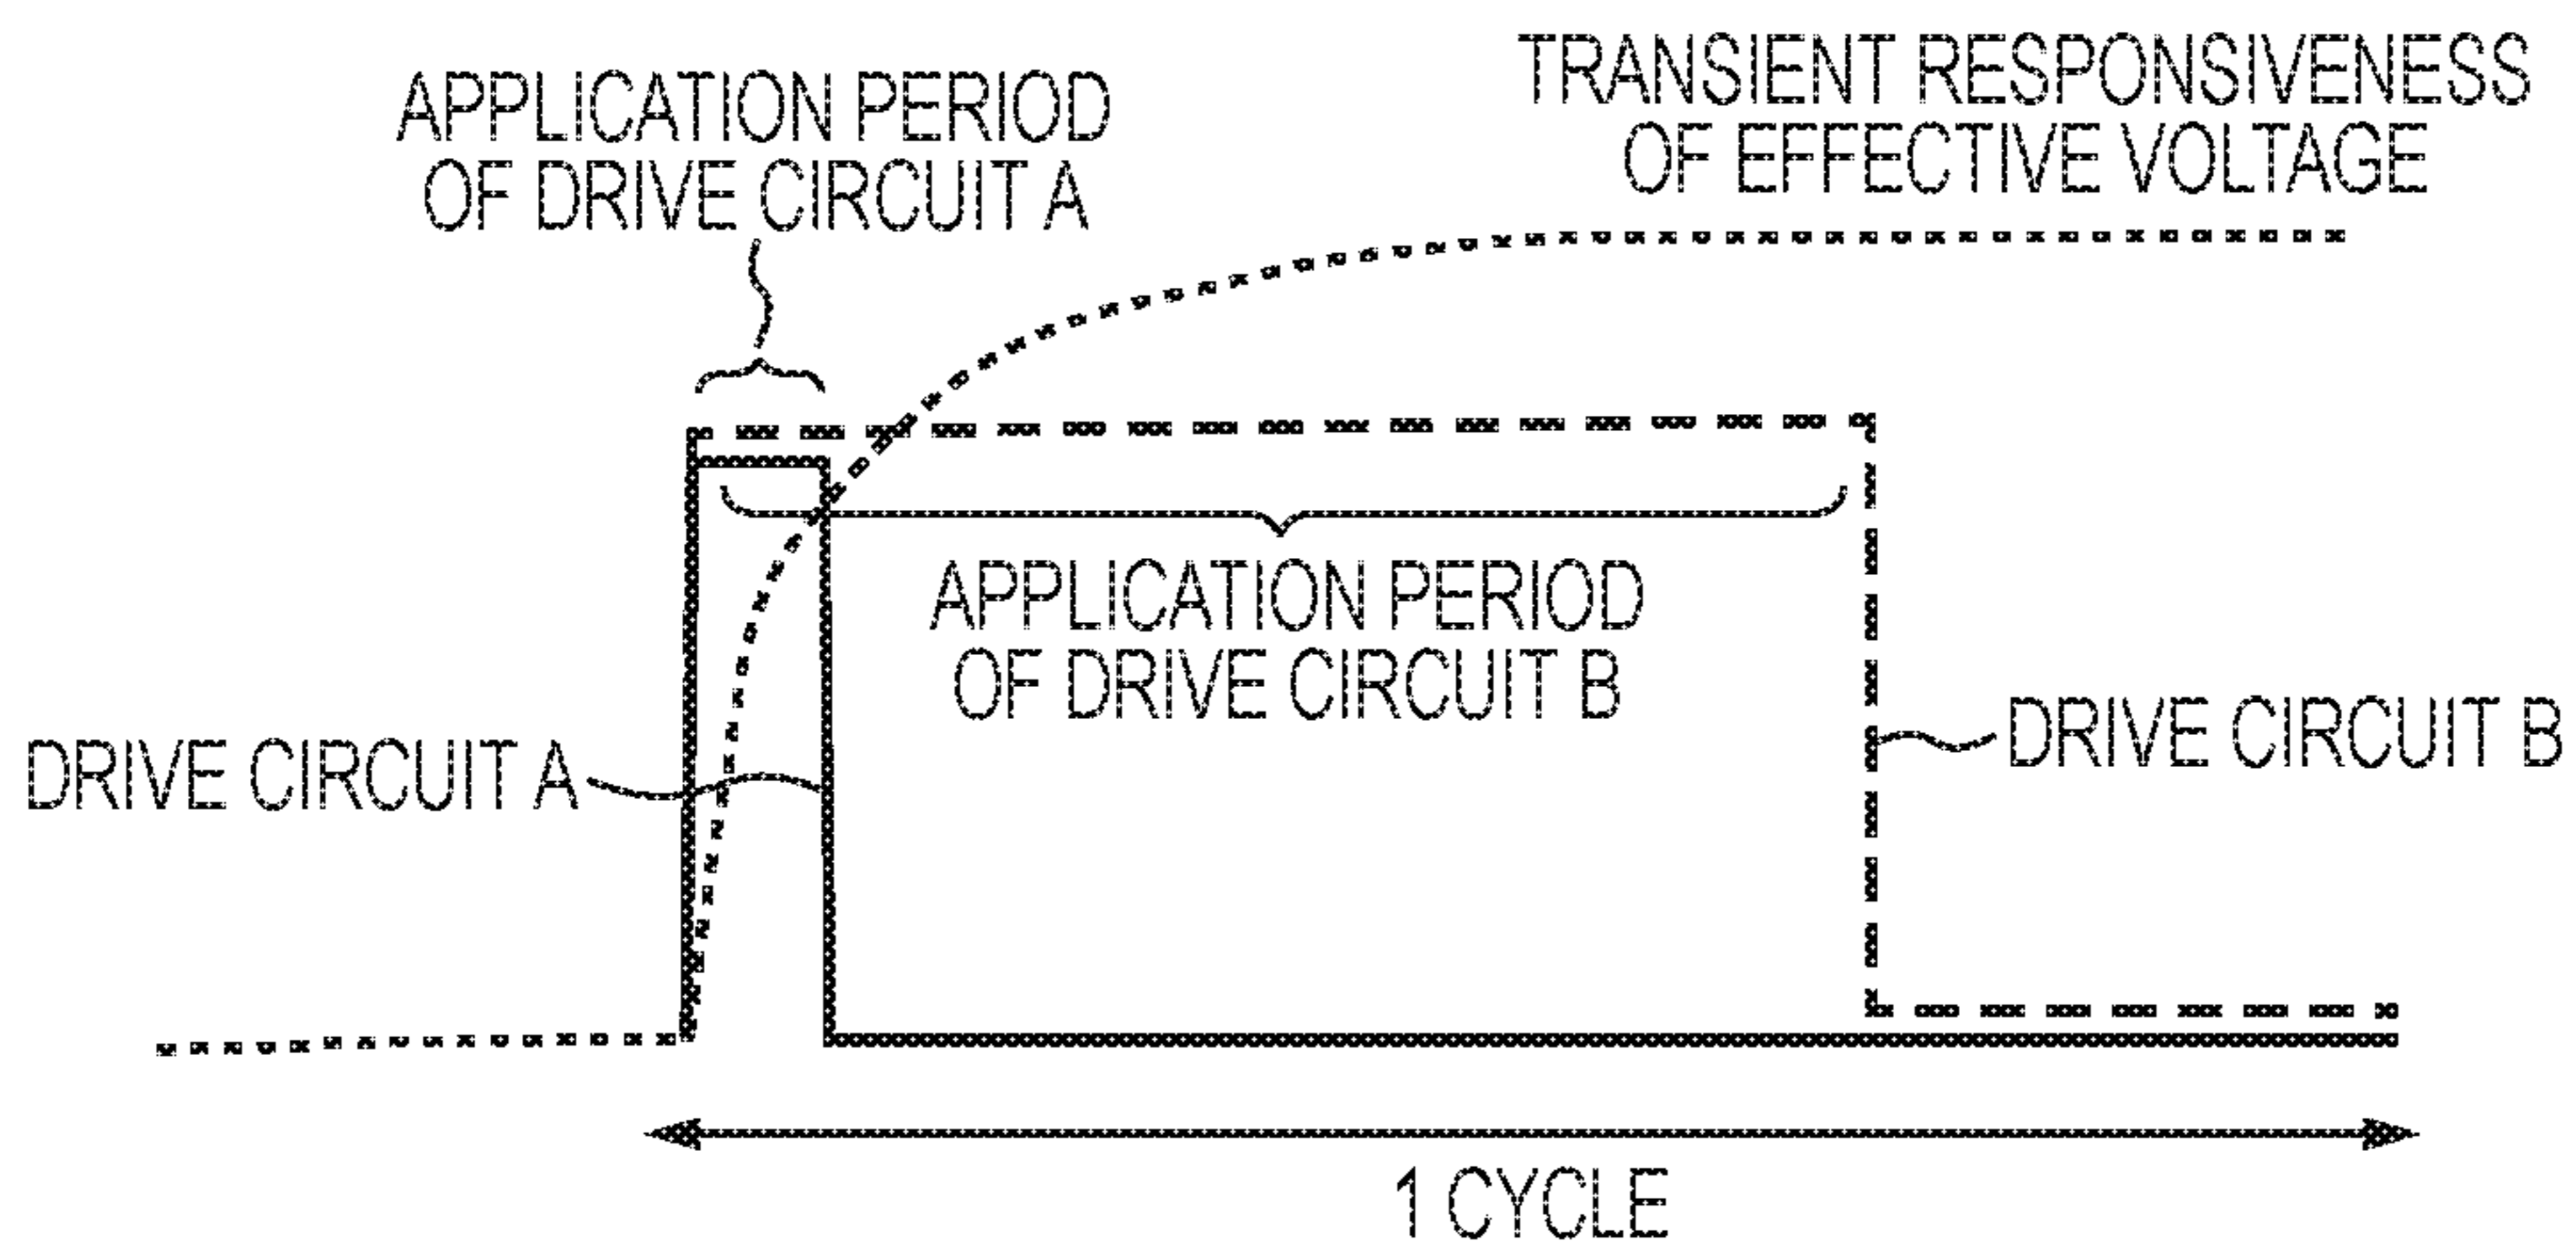 TRANSIENT RESPONSIVENESS
OF EFFECTIVE VOLTAGE
APPLICATION PERIOD
OF DRIVE CIRCUIT A
APPLICATION PERIOD
OF DRIVE CIRCUIT B
DRIVE CIRCUIT A
DRIVE CIRCUIT B
1 CYCLE